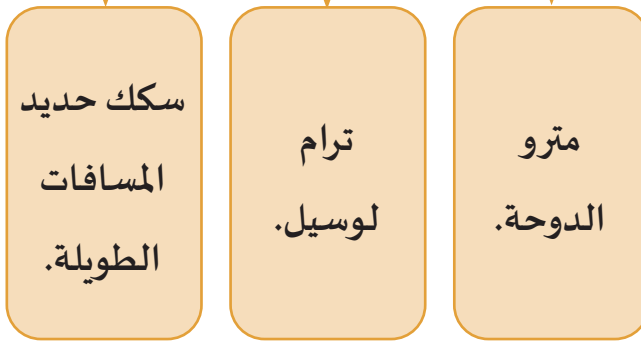 مترو
الدوحة.
ترام
لوسيل.
سكك حديد
المسافات
الطويلة.